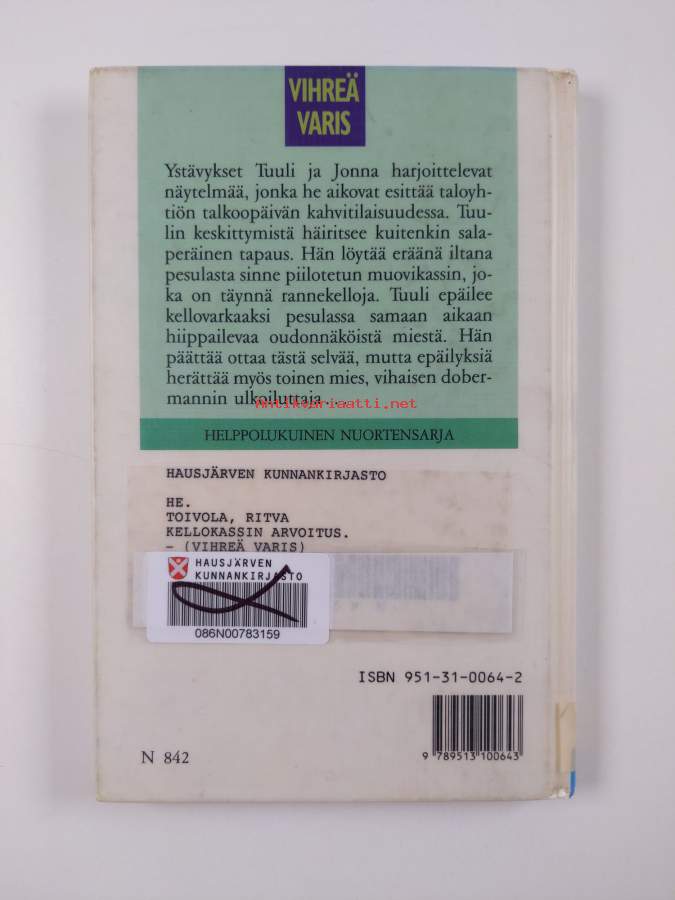 VIHREÄ
VARIS
Ystävykset Tuuli ja Jonna harjoittelevat
näytelmää, jonka he aikovat esittää taloyh-
tiön talkoopäivän kahvitilaisuudessa. Tuu-
lin keskittymistä häiritsee kuitenkin sala-
peräinen tapaus. Hän löytää eräänä iltana
pesulasta sinne piilotetun muovikassin, jo-
ka on täynnä rannekelloja. Tuuli epäilee
kellovarkaaksi pesulassa samaan aikaan
hiippailevaa oudonnäköistä miestä. Hän
päättää ottaa tästä selvää, mutta epäilyksiä
herättää myös toinen mies, vihaisen dober-
mannin ulkoiluttaja...
Antikvariaatti.net
HELPPOLUKUINEN NUORTENSARJA
HAUSJÄRVEN KUNNANKIRJASTO
HE.
TOIVOLA, RITVA
KELLOKASSIN ARVOITUS.
- (VIHREÄ VARIS)
HAUSJÄRVEN
KUNNANKIRJASTO
086N00783159
ISBN 951-31-0064-2
9 789513 100643
N 842